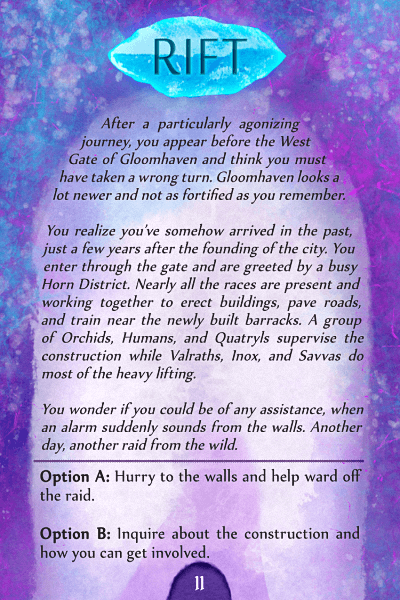 RIFT
After a particularly agonizing
journey, you appear before the West
Gate of Gloomhaven and think you must
have taken a wrong turn. Gloomhaven looks a
lot newer and not as fortified as you remember.
You realize you've somehow arrived in the past,
just a few years after the founding of the city. You
enter through the gate and are greeted by a busy
Horn District. Nearly all the races are present and
working together to erect buildings, pave roads,
and train near the newly built barracks. A group
of Orchids, Humans, and Quatryls supervise the
construction while Valraths, Inox, and Savvas do
most of the heavy lifting.
You wonder if you could be of any assistance, when
an alarm suddenly sounds from the walls. Another
day, another raid from the wild.
Option A: Hurry to the walls and help ward off
the raid.
Option B: Inquire about the construction and
how you can get involved.
11